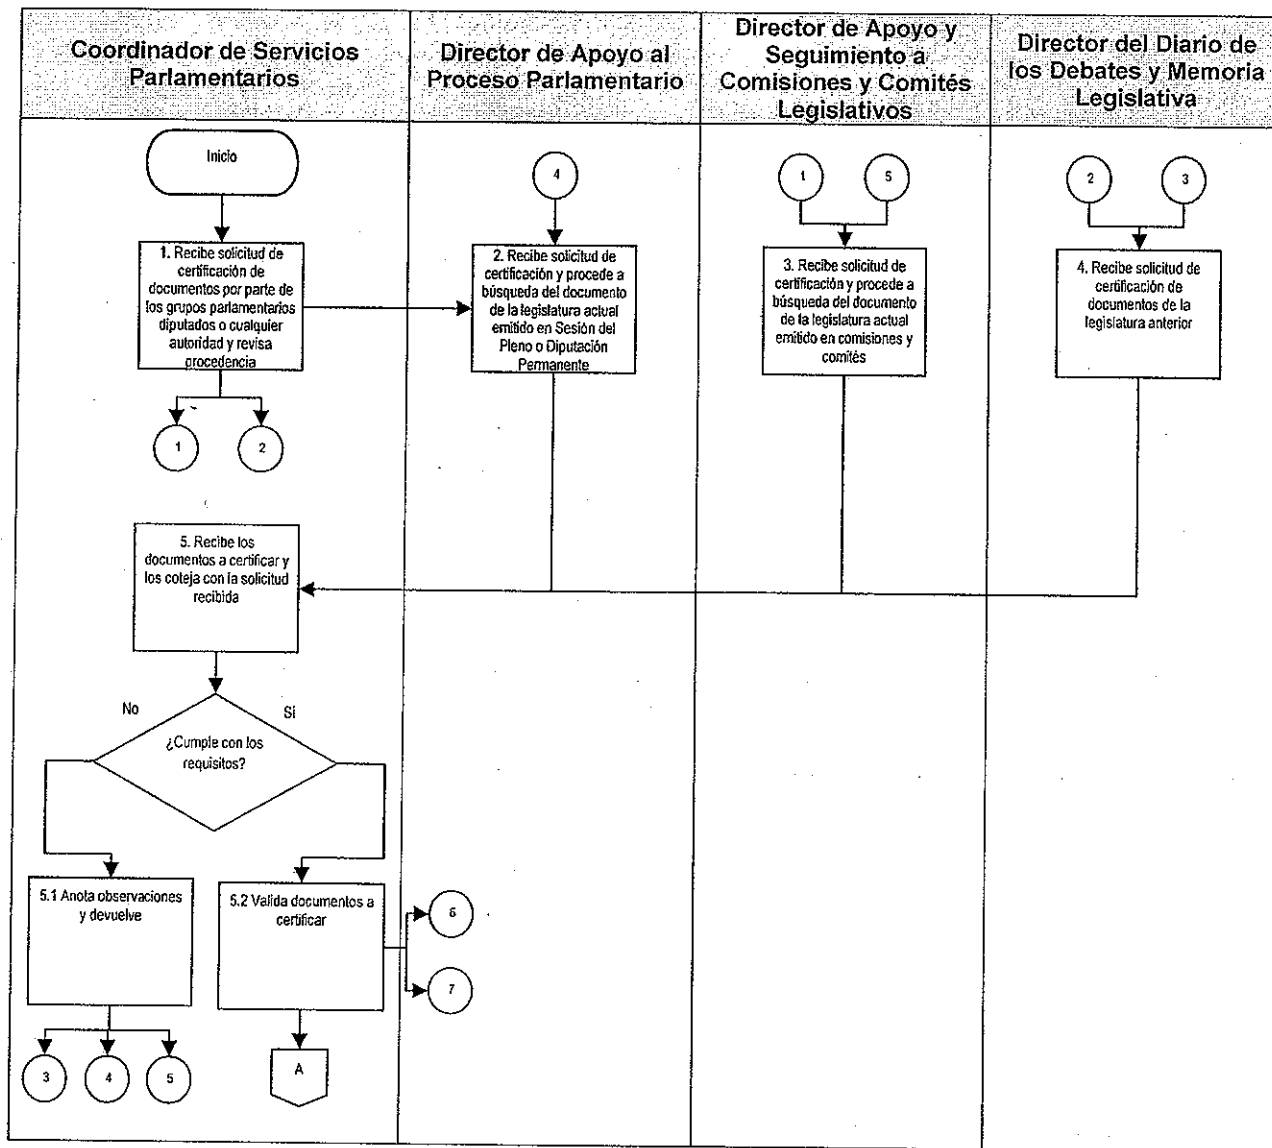 Coordinador de Servicios
Parlamentarios
Director de Apoyo al
Proceso Parlamentario
Director de Apoyo y
Seguimiento a
Comisiones y Comités
Legislativos
Director del Diario de
los Debates y Memoria
Legislativa
Inicio
4
1
5
2
3
1. Recibe solicitud de
certificación de
documentos por parte de
los grupos parlamentarios
diputados o cualquier
autoridad y revisa
procedencia
2. Recibe solicitud de
certificación y procede a
búsqueda del documento
de la legislatura actual
emitido en Sesión del
Pleno o Diputación
Permanente
3. Recibe solicitud de
certificación y procede a
búsqueda del documento
de la legislatura actual
emitido en comisiones y
comités
4. Recibe solicitud de
certificación de
documentos de la
legislatura anterior
1
2
5. Recibe los
documentos a certificar y
los coteja con la solicitud
recibida
No
Si
¿Cumple con los
requisitos?
5.1 Anota observaciones
y devuelve
5.2 Valida documentos a
certificar
6
7
3
4
5
A